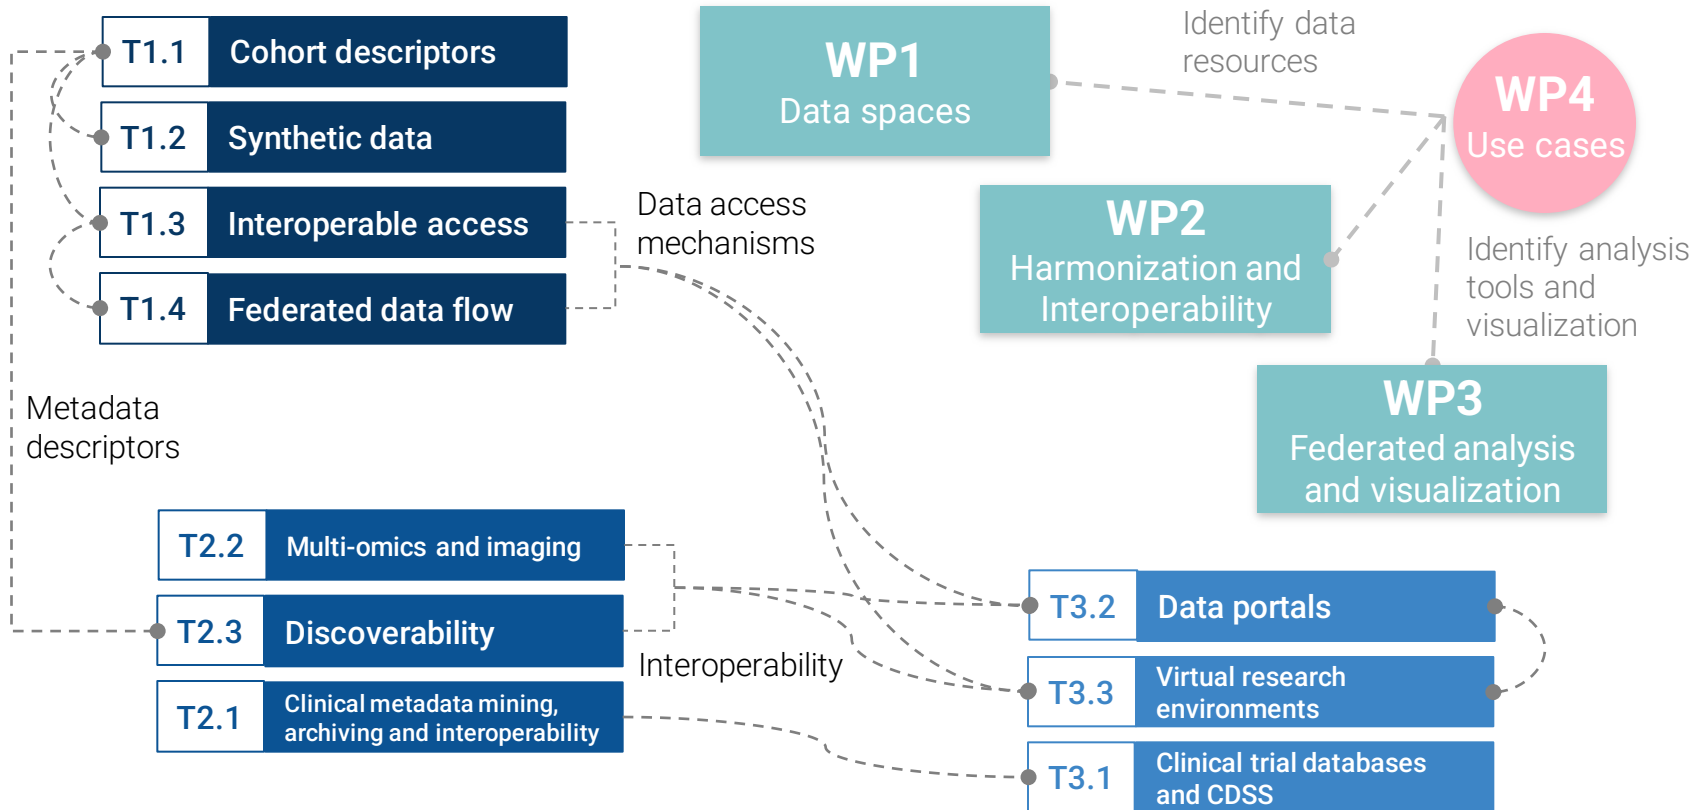 T1.1
Cohort descriptors
T1.2
Synthetic data
T1.3
Interoperable access
T1.4
Federated data flow
Data access
mechanisms
Metadata
descriptors
WP1
Data spaces
Identify data
resources
WP4
Use cases
WP2
Harmonization and
Interoperability
Identify analysis
tools and
visualization
WP3
Federated analysis
and visualization
T2.2
Multi-omics and imaging
T2.3
Discoverability
T2.1
Clinical metadata mining,
archiving and interoperability
Interoperability
T3.2
Data portals
T3.3
Virtual research
environments
T3.1
Clinical trial databases
and CDSS